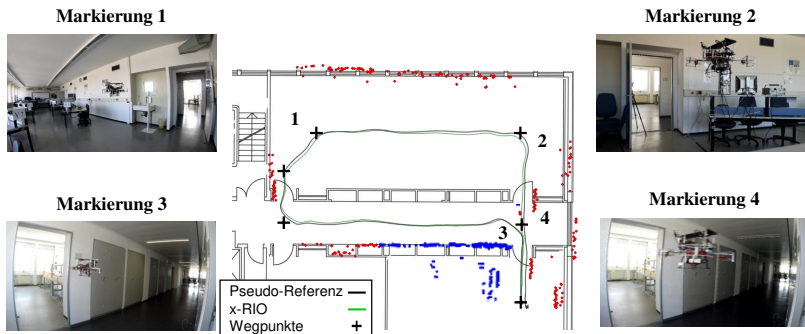 Markierung 1
Markierung 2
1
2
Markierung 3
Markierung 4
3
4
Pseudo-Referenz
x-RIO
Wegpunkte